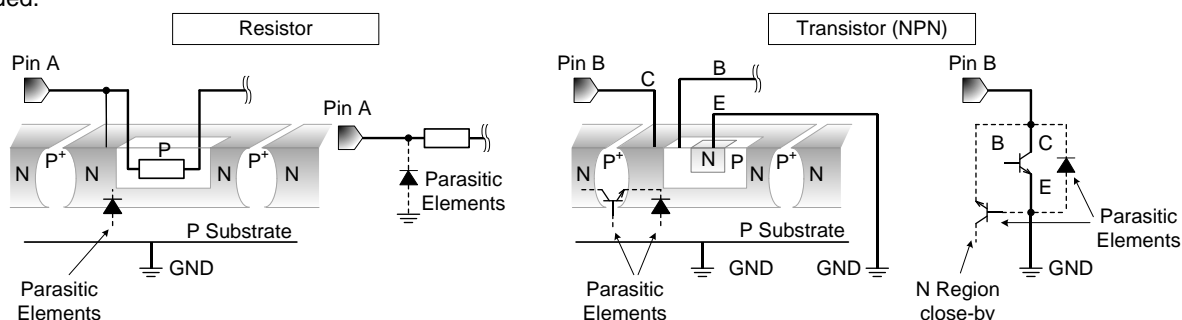 ded.
Resistor
Transistor (NPN)
Pin A
Pin A
P
N
P+
N
N
P+
N
Parasitic
Elements
P Substrate
GND
Parasitic
Elements
Pin B
C
B
E
N
P+
N
N
P
N
P+
N
P Substrate
GND
GND
Parasitic
Elements
Pin B
B
C
E
Parasitic
Elements
GND
N Region
close-by